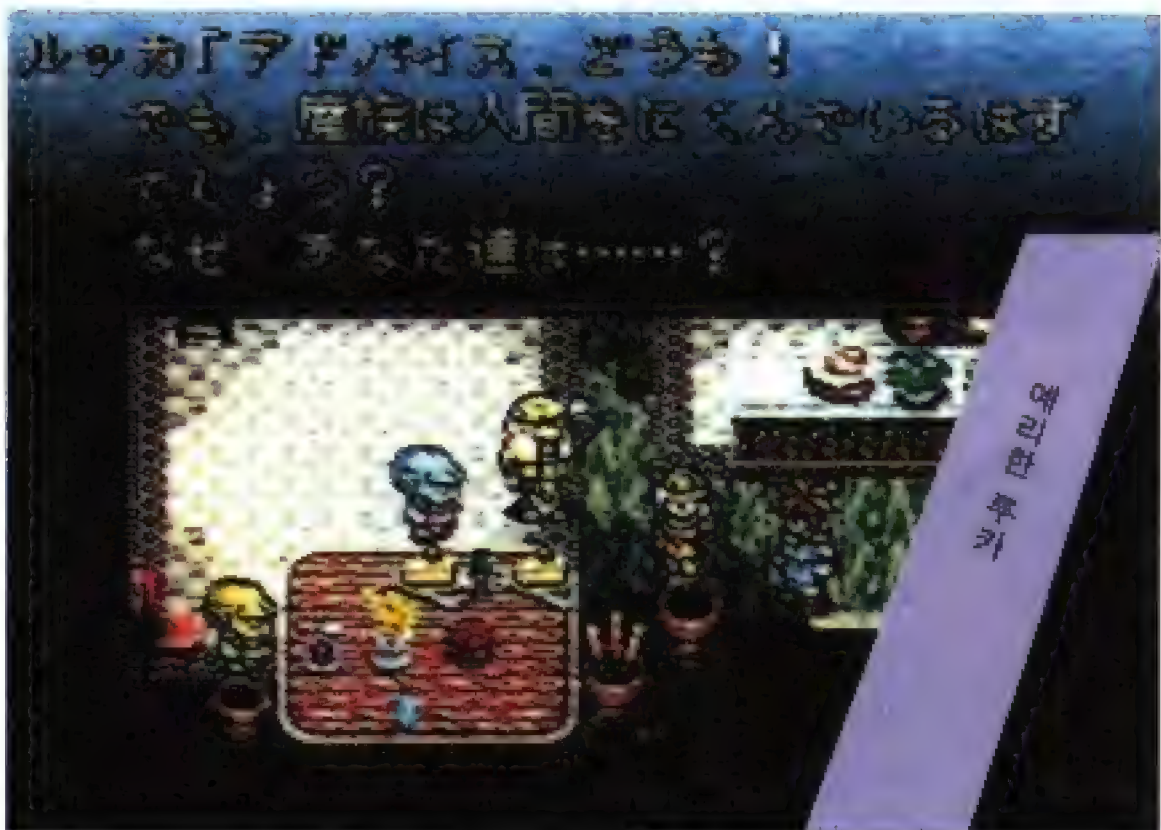 ルッカ「アドバイス、どうも！
でも、魔族は人間をにくんでいるはず
でしょう？
なぜ あなた達は……？
예리한 루카